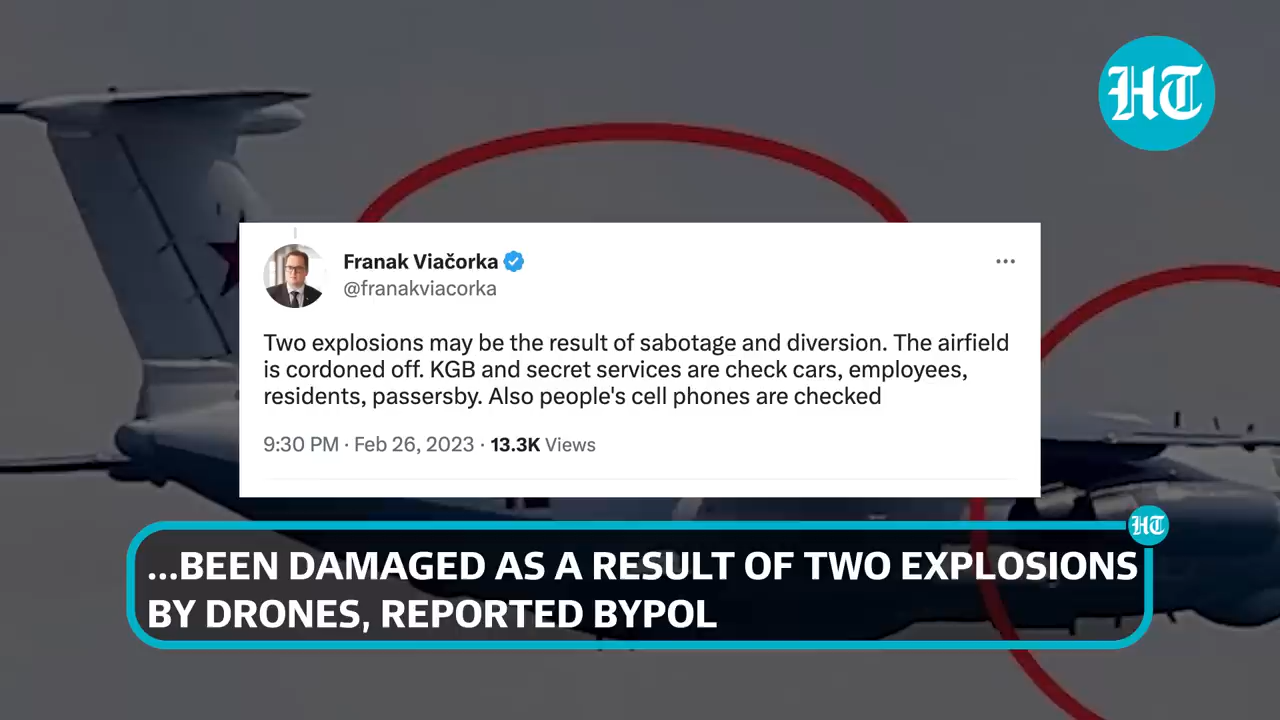 HT
Franak Viačorka
@franakviacorka
Two explosions may be the result of sabotage and diversion. The airfield
is cordoned off. KGB and secret services are check cars, employees,
residents, passersby. Also people's cell phones are checked
9:30 PM · Feb 26, 2023 · 13.3K Views
HT
...BEEN DAMAGED AS A RESULT OF TWO EXPLOSIONS
BY DRONES, REPORTED BYPOL